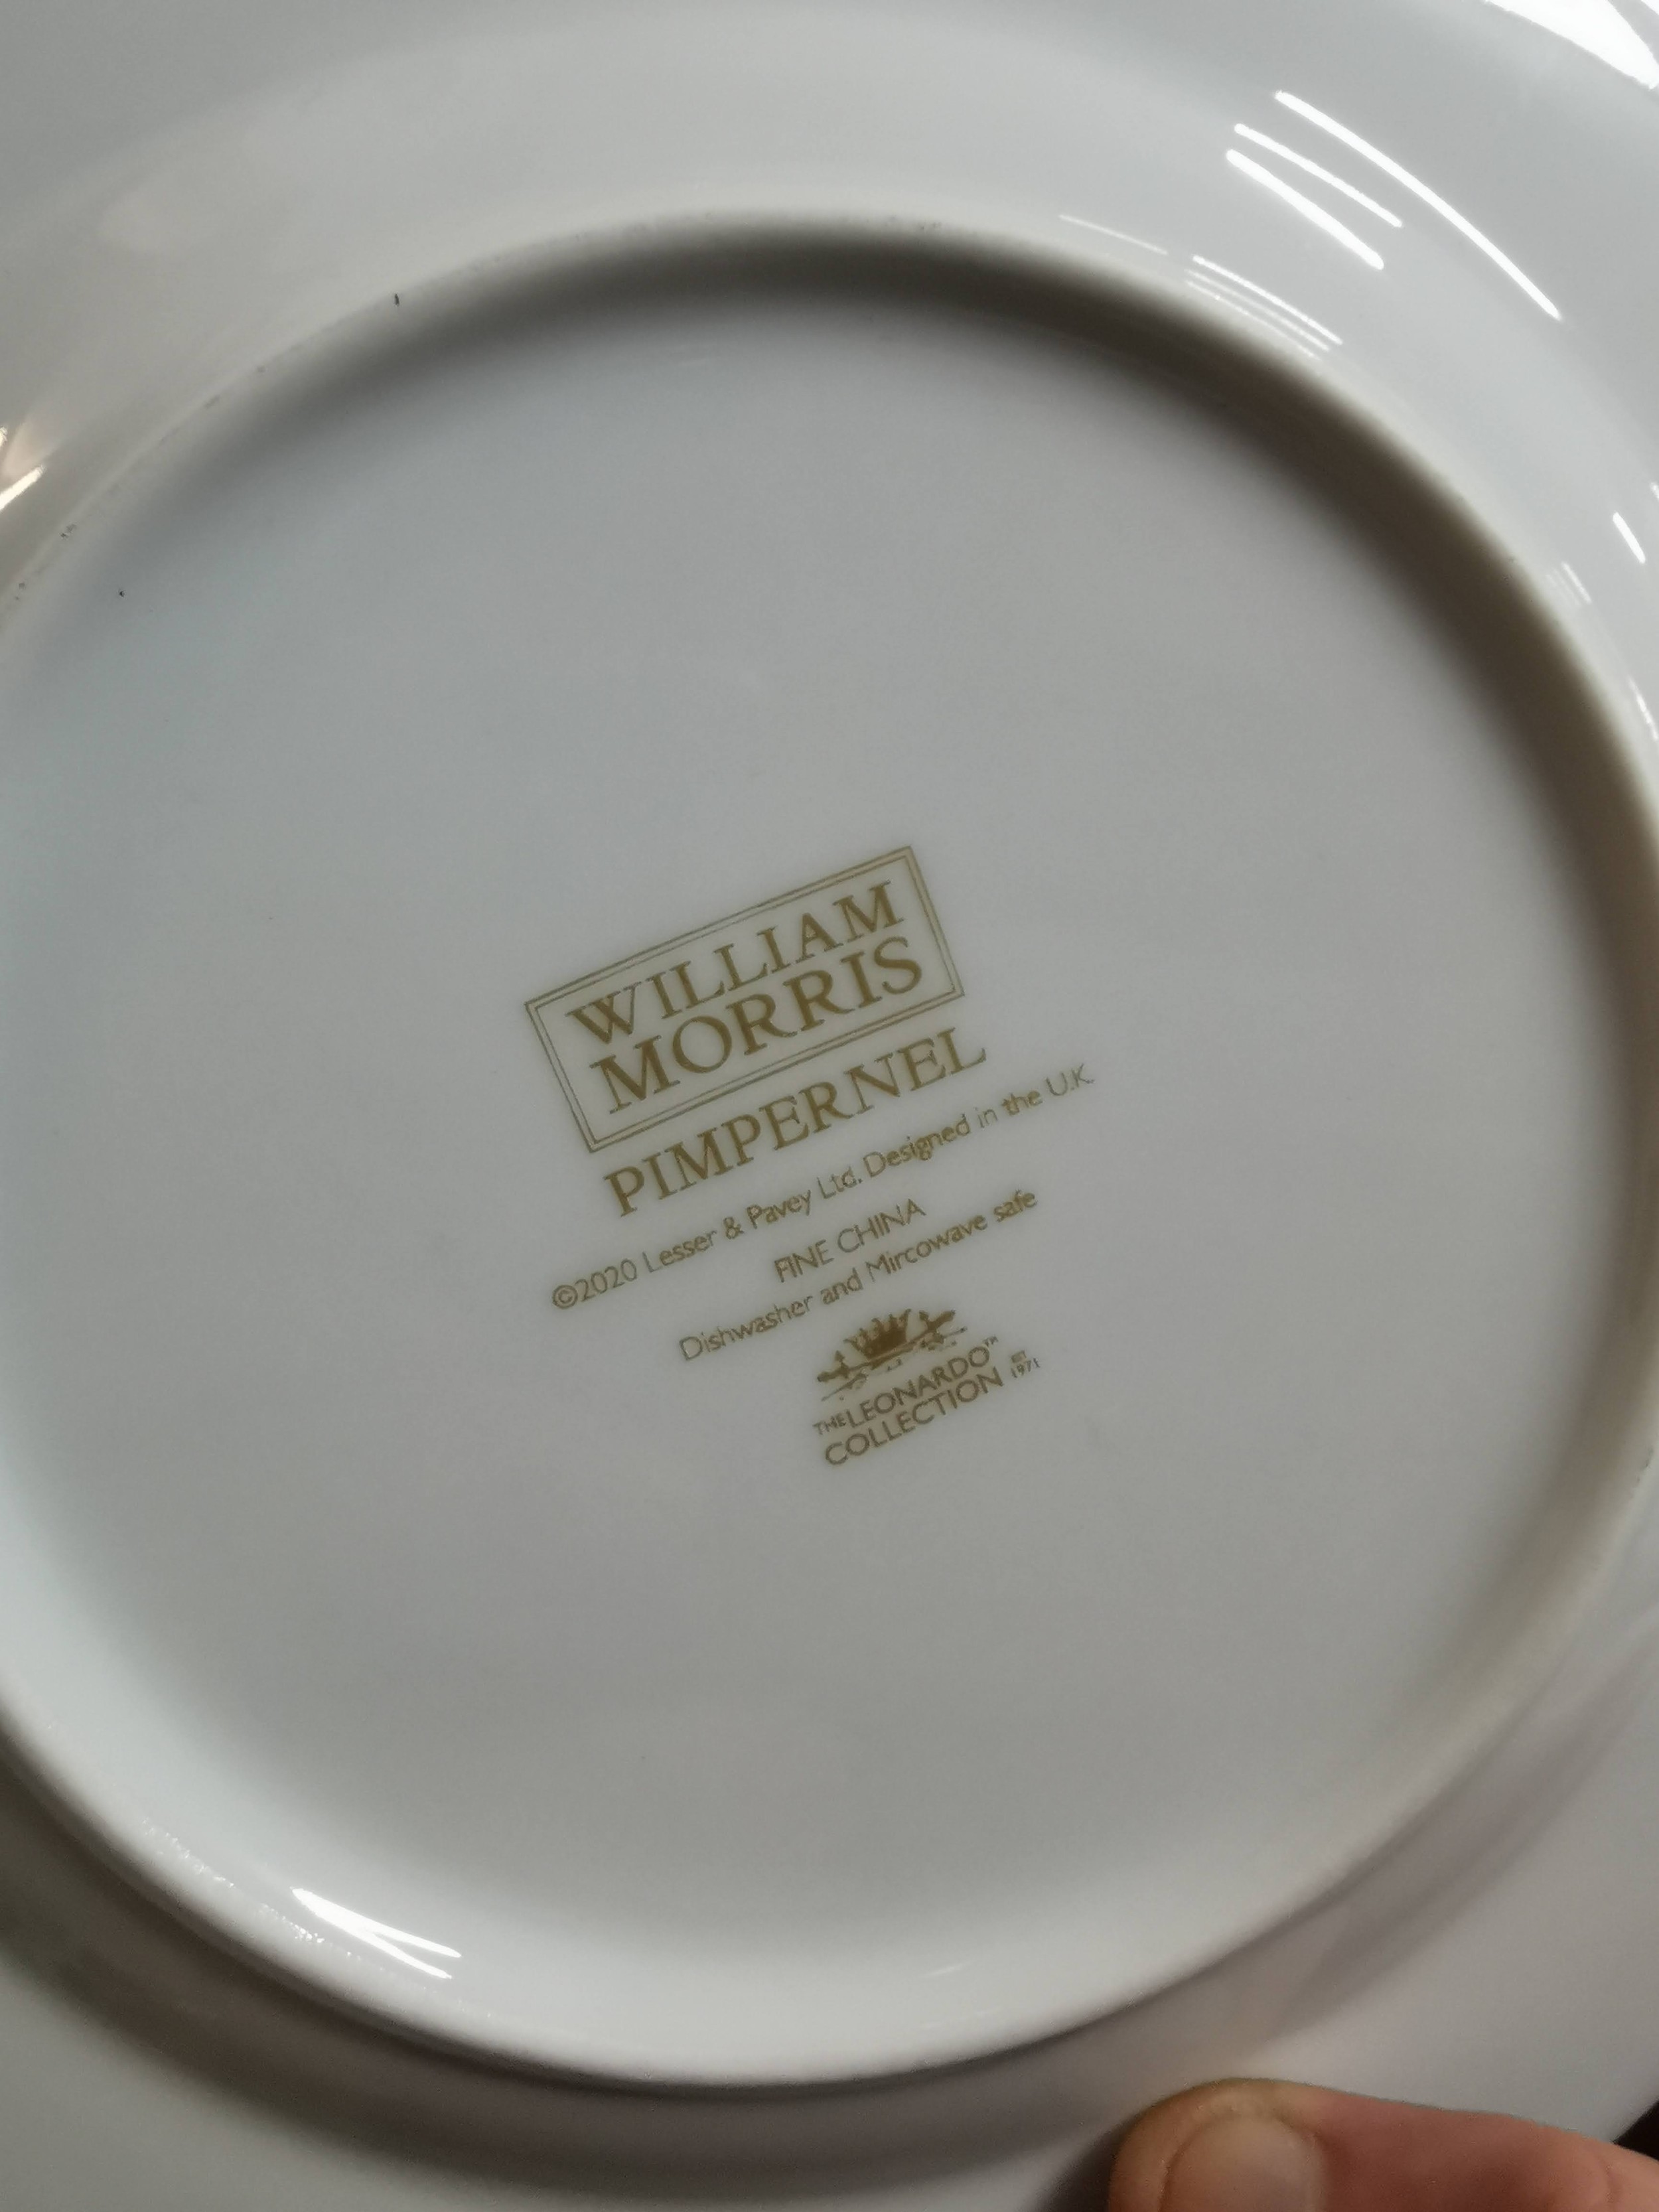 WILLIAM
MORRIS
PIMPERNEL
©2020 Lesser & Pavey Ltd. Designed in the U.K.
FINE CHINA
Dishwasher and Mircowave safe
THE LEONARDO™
COLLECTION EST 1971